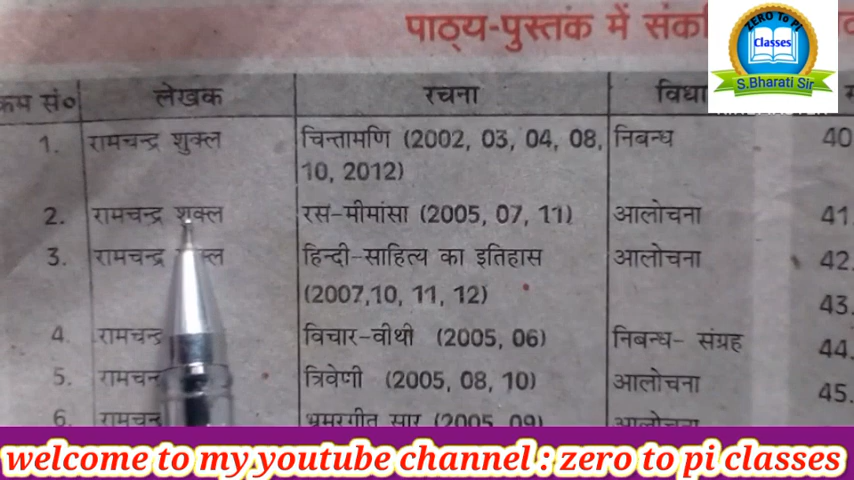 पाठ्य-पुस्तक में
ZERO To PI
Classes
S.Bharati Sir
क्रम सं० लेखक रचना विधा
1. रामचन्द्र शुक्ल चिन्तामणि (2002, 03, 04, 08, निबन्ध 40
10, 2012)
2. रामचन्द्र शुक्ल रस-मीमांसा (2005, 07, 11) आलोचना 41.
3. रामचन्द्र हिन्दी-साहित्य का इतिहास आलोचना 42.
(2007,10, 11, 12) 43.
4. विचार-वीथी (2005, 06) निबन्ध- संग्रह 44.
5. त्रिवेणी (2005, 08, 10) आलोचना 45.
6. भ्रमरगीत सार (2005, 09) आलोचना
welcome to my youtube channel : zero to pi classes